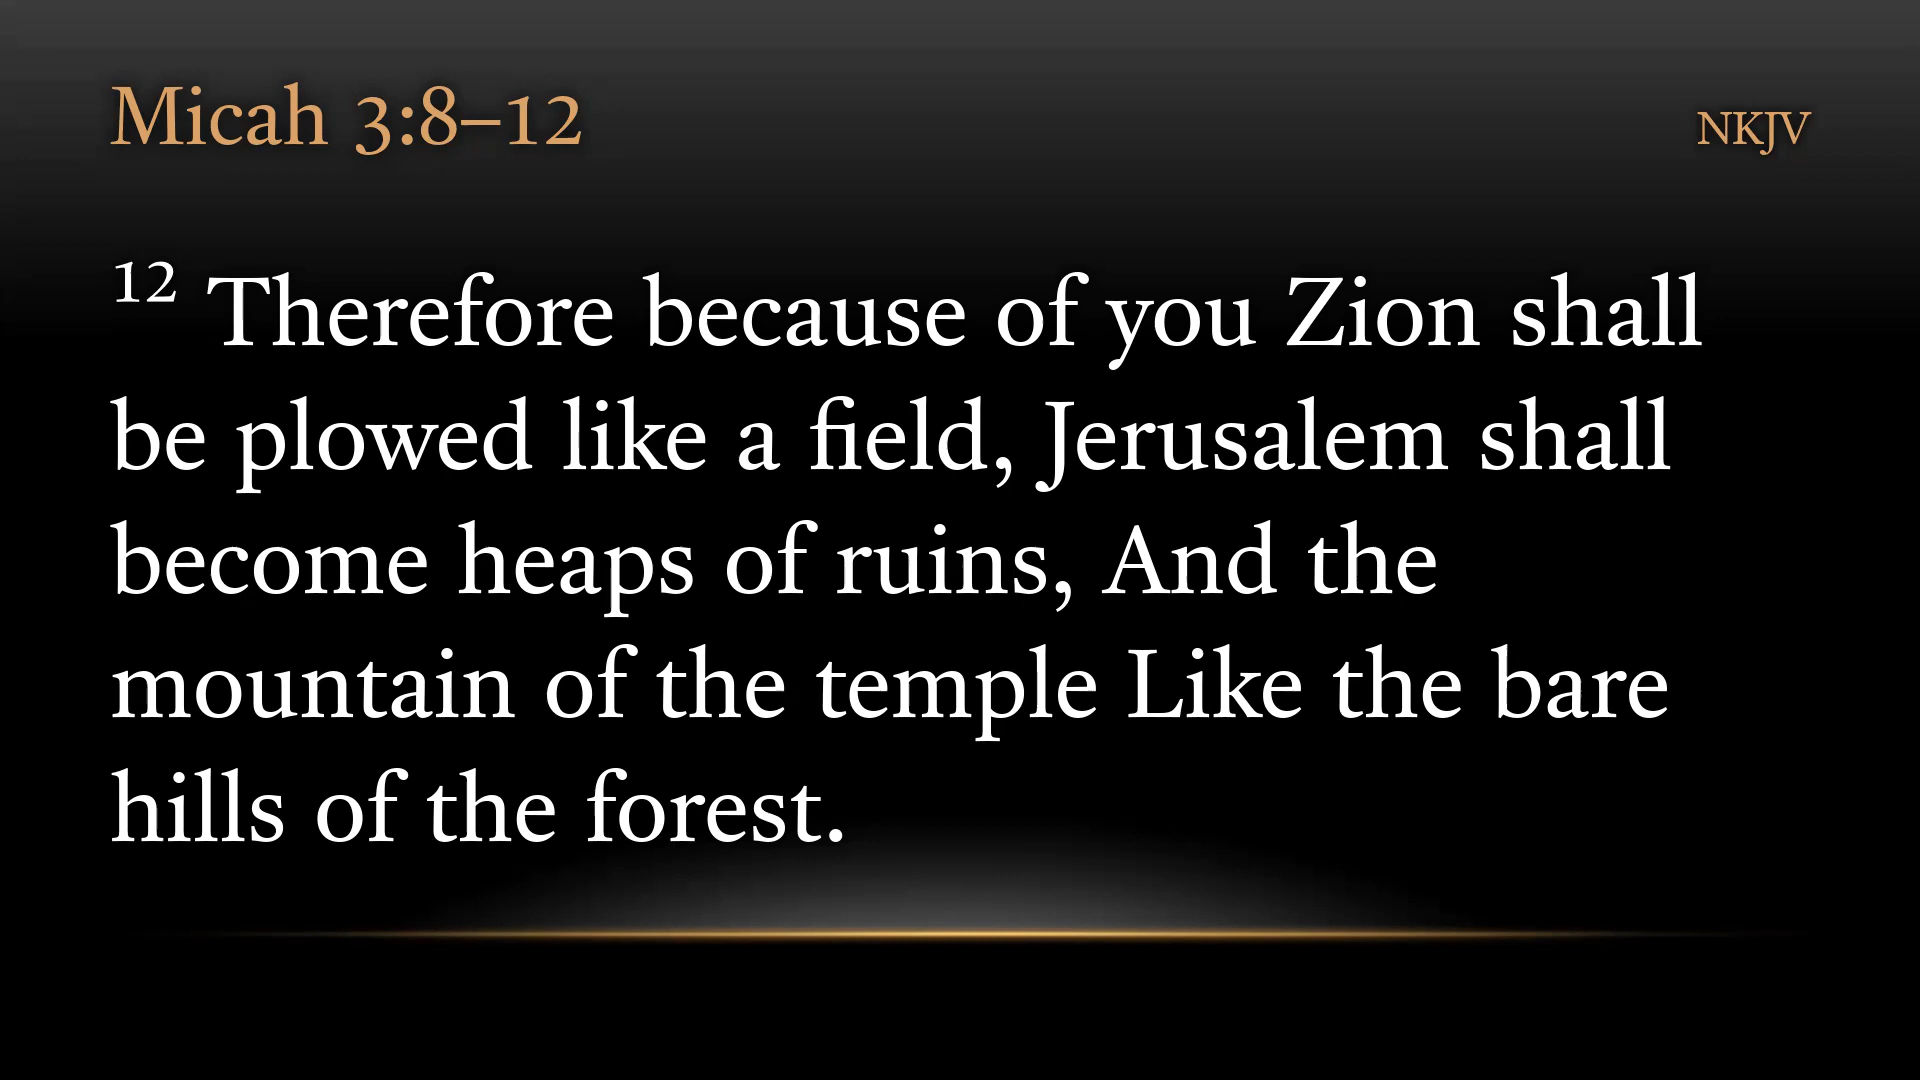 Micah 3:8–12
NKJV
12 Therefore because of you Zion shall
be plowed like a field, Jerusalem shall
become heaps of ruins, And the
mountain of the temple Like the bare
hills of the forest.